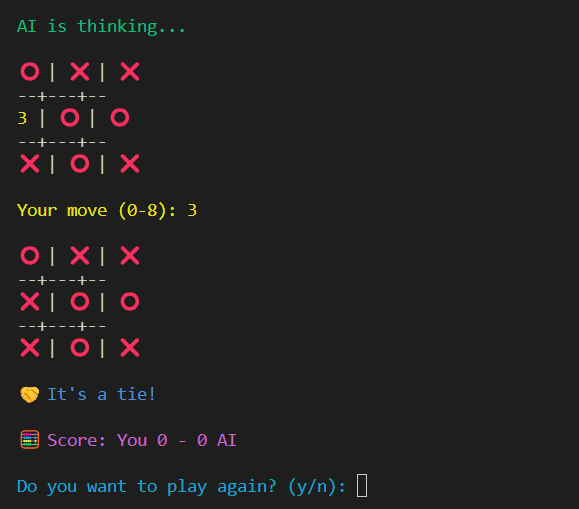 AI is thinking...
⭕ | ❌ | ❌
--+---+--
3 | ⭕ | ⭕
--+---+--
❌ | ⭕ | ❌
Your move (0-8): 3
⭕ | ❌ | ❌
--+---+--
❌ | ⭕ | ⭕
--+---+--
❌ | ⭕ | ❌
🤝 It's a tie!
🧮 Score: You 0 - 0 AI
Do you want to play again? (y/n):